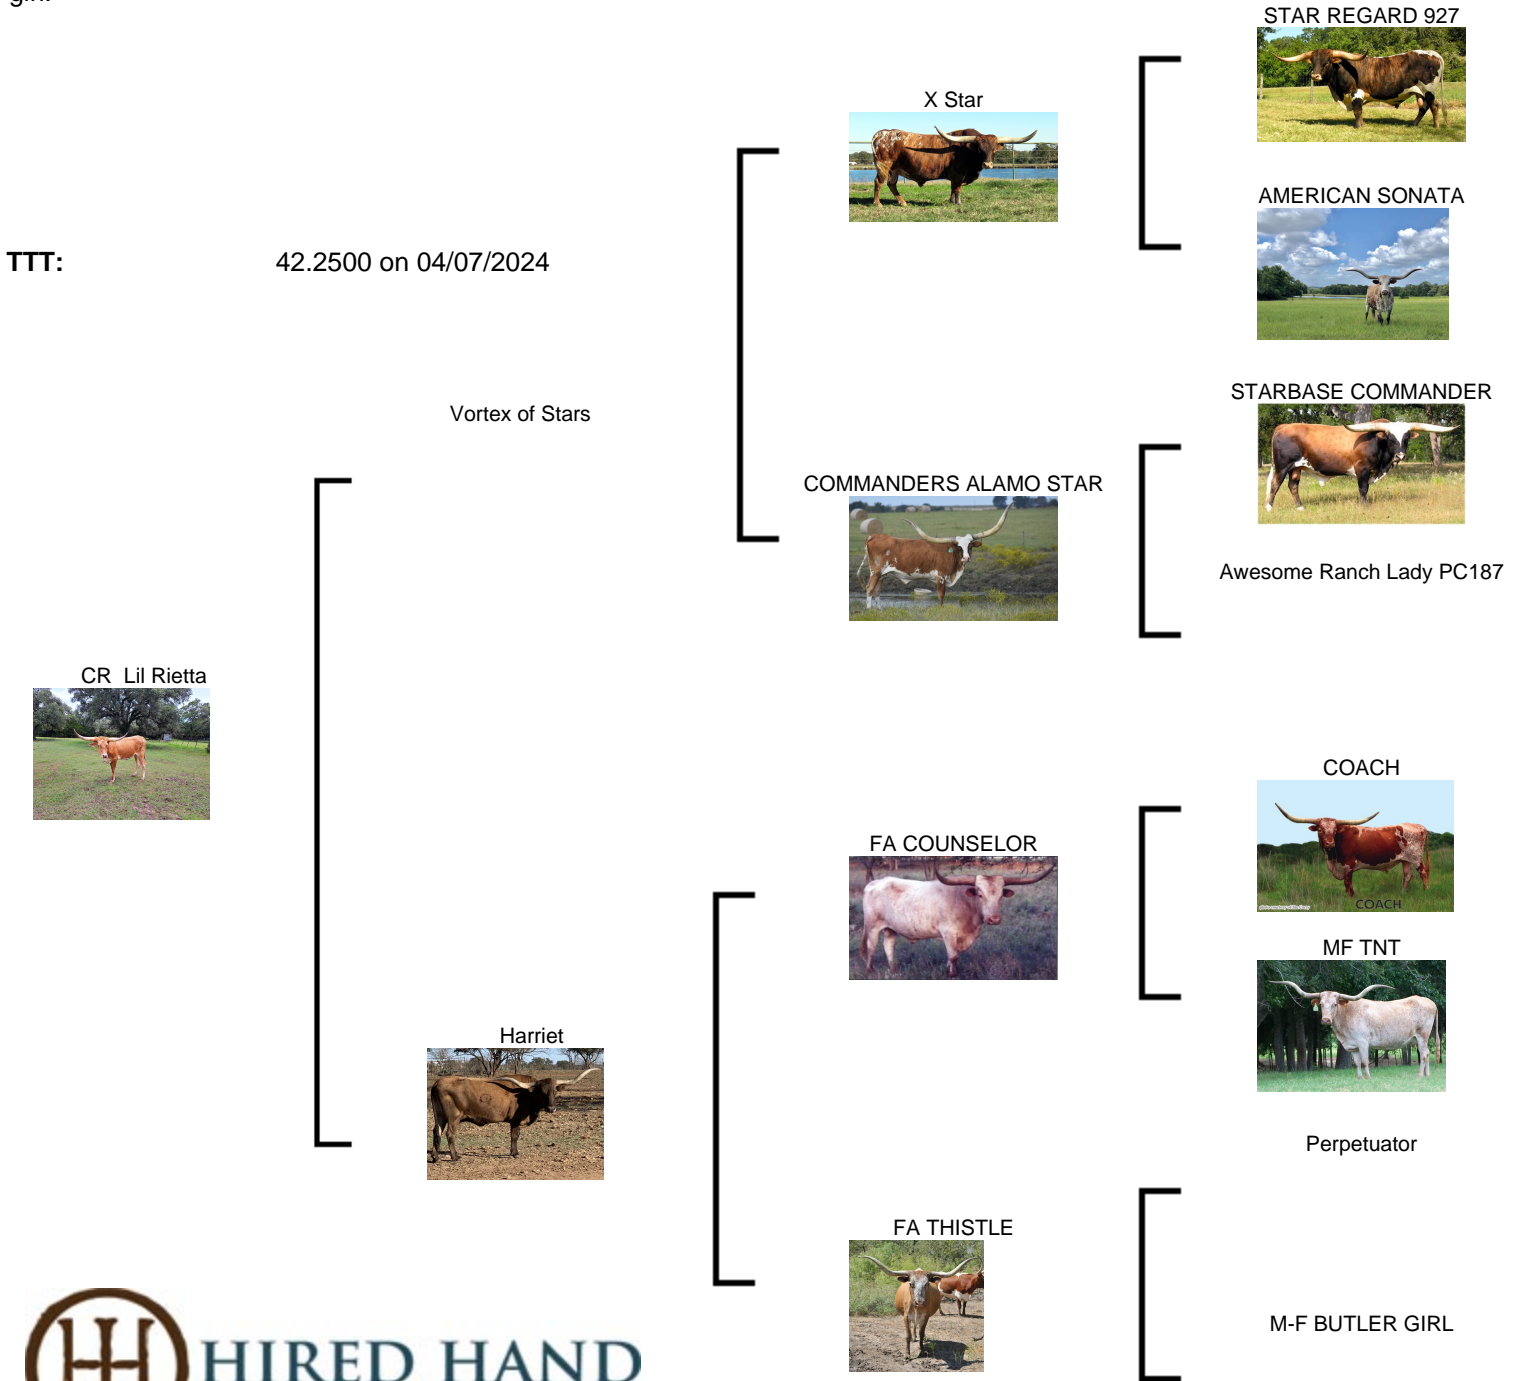 girl.
STAR REGARD 927
X Star
AMERICAN SONATA
TTT: 42.2500 on 04/07/2024
STARBASE COMMANDER
Vortex of Stars
COMMANDERS ALAMO STAR
Awesome Ranch Lady PC187
CR Lil Rietta
COACH
FA COUNSELOR
COACH
MF TNT
Harriet
Perpetuator
FA THISTLE
M-F BUTLER GIRL
HIRED HAND